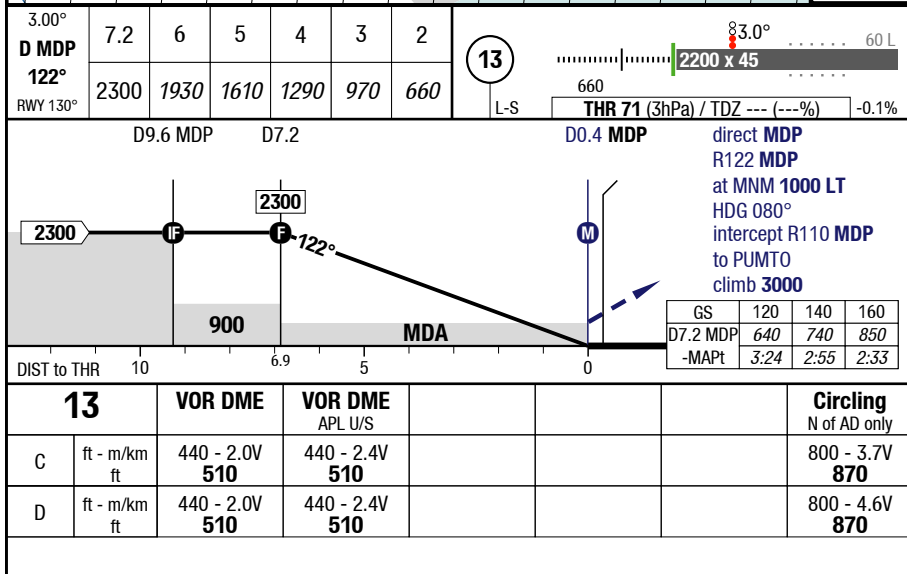 3.00°
D MDP
122°
RWY 130°
7.2 6 5 4 3 2
2300 1930 1610 1290 970 660
13
L-S
3.0°
60 L
2200 x 45
660
THR 71 (3hPa) / TDZ --- (---%) -0.1%
D9.6 MDP D7.2 D0.4 MDP
direct MDP
R122 MDP
at MNM 1000 LT
HDG 080°
intercept R110 MDP
to PUMTO
climb 3000
2300
2300 IF F M
122°
900 MDA
GS 120 140 160
D7.2 MDP 640 740 850
-MAPt 3:24 2:55 2:33
DIST to THR 10 6.9 5 0
13 VOR DME VOR DME Circling
APL U/S N of AD only
C ft - m/km 440 - 2.0V 440 - 2.4V 800 - 3.7V
ft 510 510 870
D ft - m/km 440 - 2.0V 440 - 2.4V 800 - 4.6V
ft 510 510 870